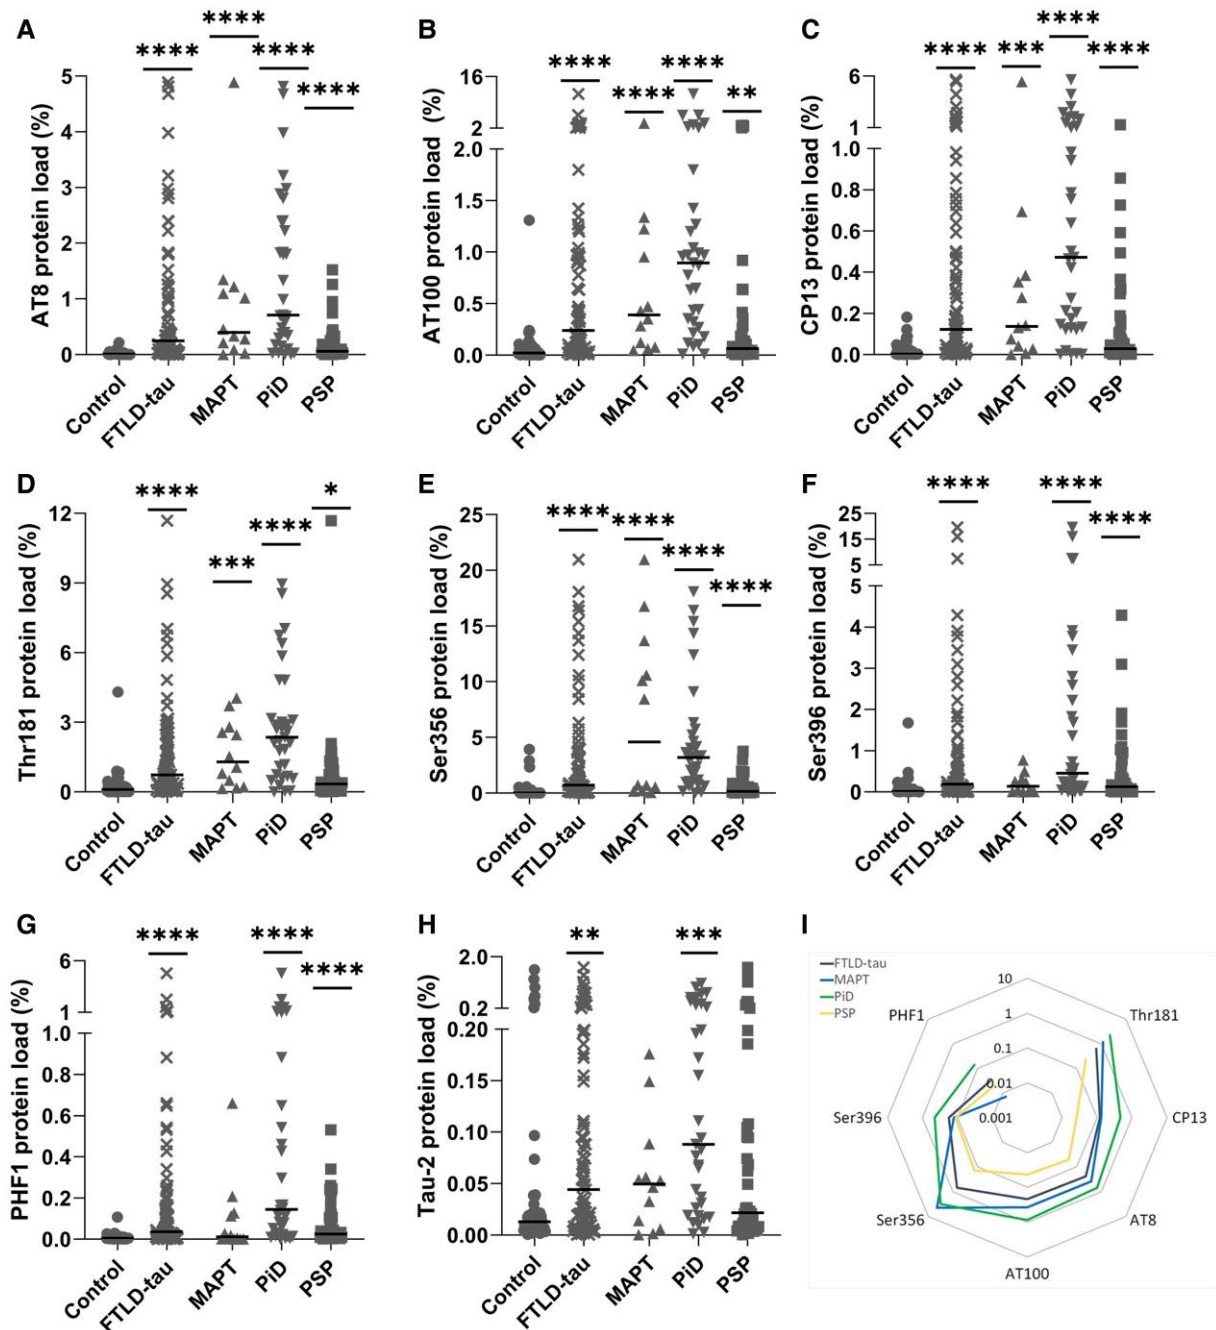 A
AT8 protein load (%)
5
4
3
2
1
0
****
****
****
****
Control
FTLD-tau
MAPT
PiD
PSP
B
AT100 protein load (%)
16
2
2.0
1.5
1.0
0.5
0.0
****
****
****
**
Control
FTLD-tau
MAPT
PiD
PSP
C
CP13 protein load (%)
6
1
1.0
0.8
0.6
0.4
0.2
0.0
****
***
****
****
Control
FTLD-tau
MAPT
PiD
PSP
D
Thr181 protein load (%)
12
9
6
3
0
****
***
****
*
Control
FTLD-tau
MAPT
PiD
PSP
E
Ser356 protein load (%)
25
20
15
10
5
0
****
****
****
****
Control
FTLD-tau
MAPT
PiD
PSP
F
Ser396 protein load (%)
25
15
5
5
4
3
2
1
0
****
****
****
Control
FTLD-tau
MAPT
PiD
PSP
G
PHF1 protein load (%)
6
1
1.0
0.8
0.6
0.4
0.2
0.0
****
****
****
Control
FTLD-tau
MAPT
PiD
PSP
H
Tau-2 protein load (%)
2.0
0.2
0.20
0.15
0.10
0.05
0.00
**
***
Control
FTLD-tau
MAPT
PiD
PSP
I
FTLD-tau
MAPT
PiD
PSP
10
1
0.1
0.01
0.001
Thr181
CP13
AT8
AT100
Ser356
Ser396
PHF1